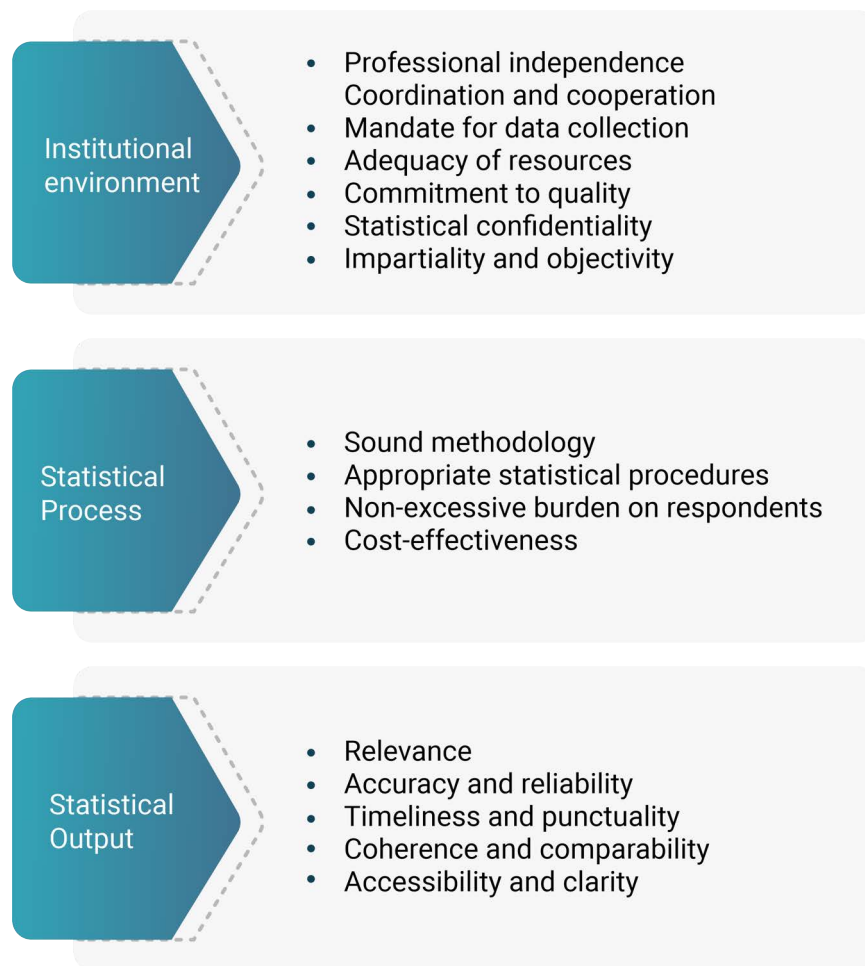 Institutional
environment
• Professional independence
Coordination and cooperation
• Mandate for data collection
• Adequacy of resources
• Commitment to quality
• Statistical confidentiality
• Impartiality and objectivity
Statistical
Process
• Sound methodology
• Appropriate statistical procedures
• Non-excessive burden on respondents
• Cost-effectiveness
Statistical
Output
• Relevance
• Accuracy and reliability
• Timeliness and punctuality
• Coherence and comparability
• Accessibility and clarity